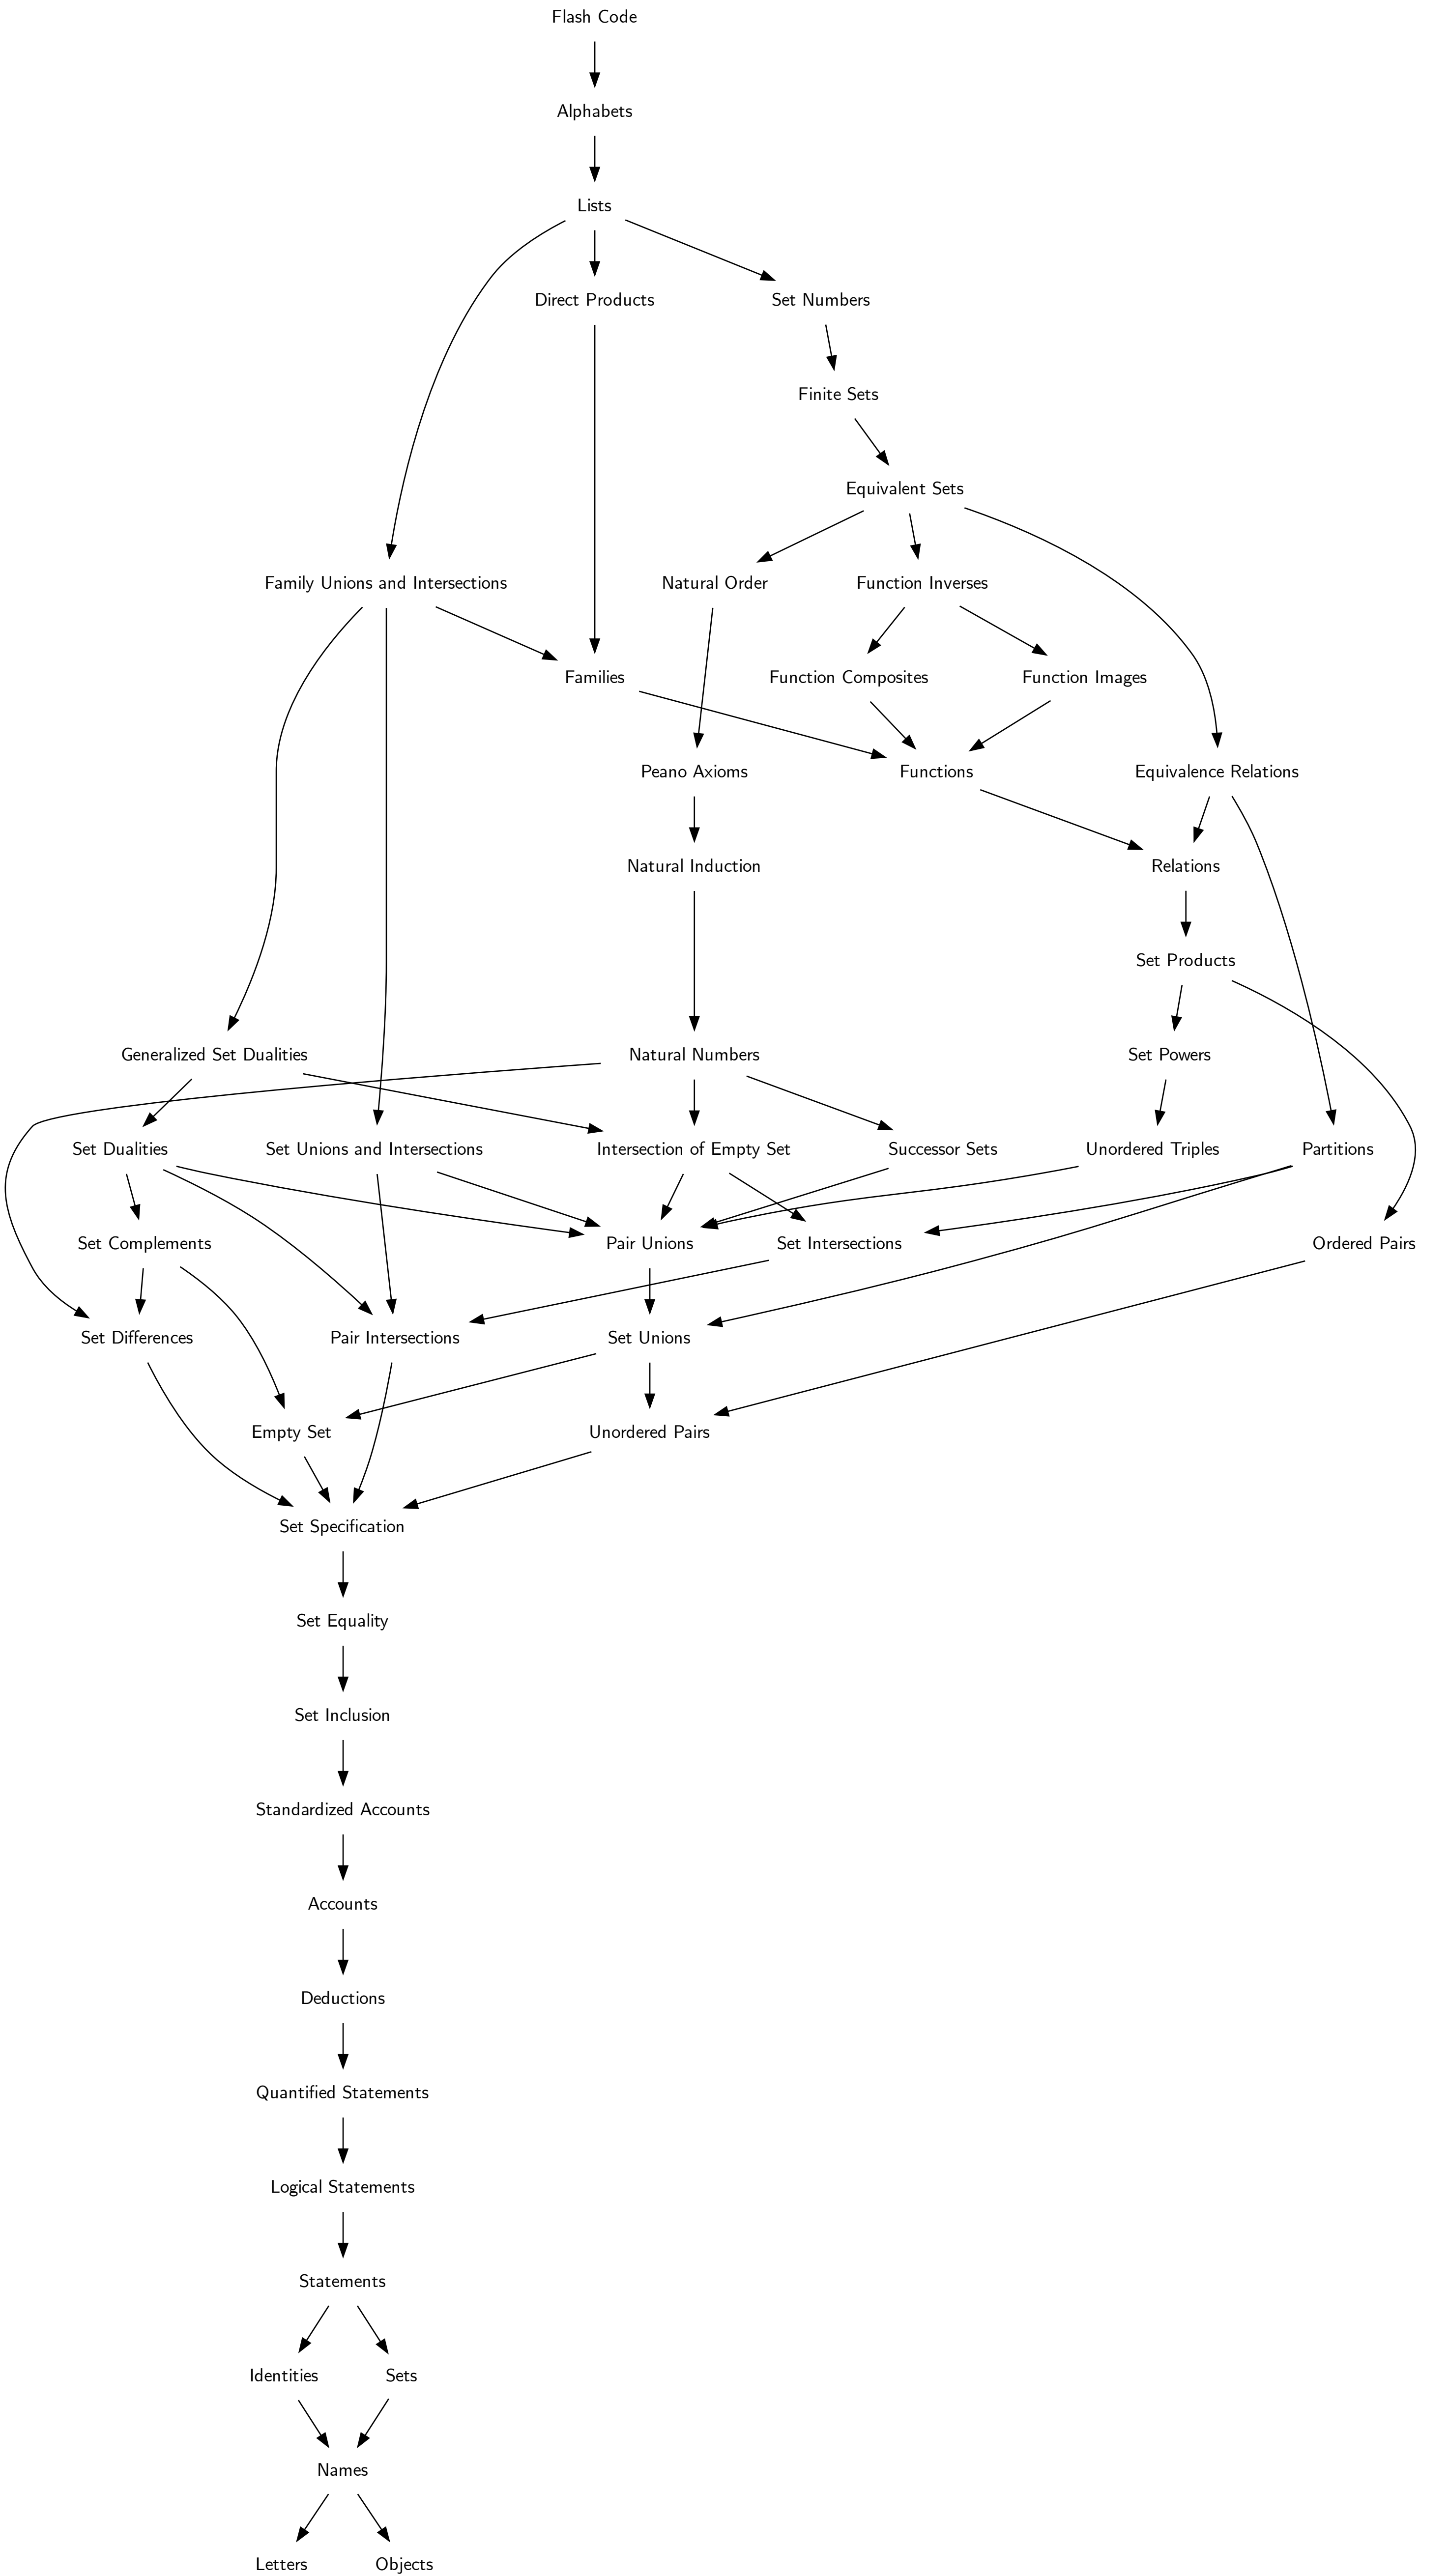 Flash Code
Alphabets
Lists
Direct Products
Set Numbers
Finite Sets
Equivalent Sets
Family Unions and Intersections
Natural Order
Function Inverses
Families
Function Composites
Function Images
Peano Axioms
Functions
Equivalence Relations
Natural Induction
Relations
Set Products
Generalized Set Dualities
Natural Numbers
Set Powers
Set Dualities
Set Unions and Intersections
Intersection of Empty Set
Successor Sets
Unordered Triples
Partitions
Set Complements
Pair Unions
Set Intersections
Ordered Pairs
Set Differences
Pair Intersections
Set Unions
Empty Set
Unordered Pairs
Set Specification
Set Equality
Set Inclusion
Standardized Accounts
Accounts
Deductions
Quantified Statements
Logical Statements
Statements
Identities
Sets
Names
Letters
Objects